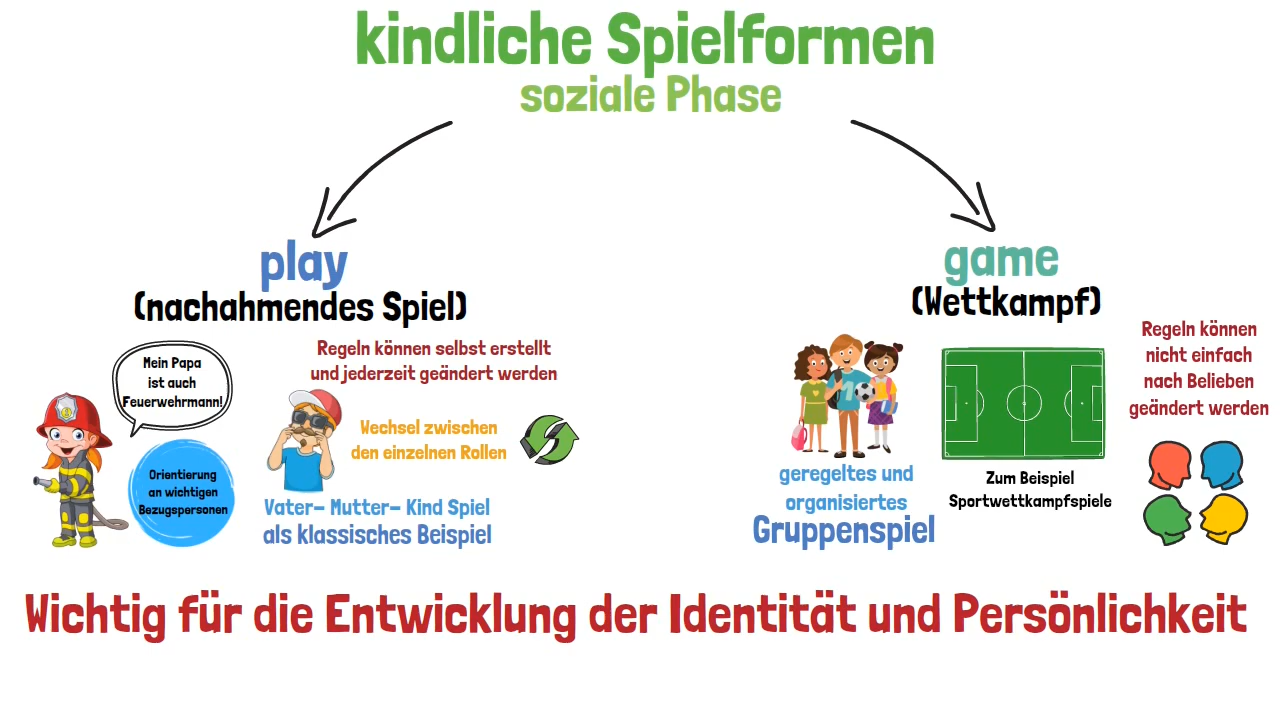 kindliche Spielformen
soziale Phase
play
(nachahmendes Spiel)
Mein Papa
ist auch
Feuerwehrmann!
Orientierung
an wichtigen
Bezugspersonen
Regeln können selbst erstellt
und jederzeit geändert werden
Wechsel zwischen
den einzelnen Rollen
Vater- Mutter- Kind Spiel
als klassisches Beispiel
game
(Wettkampf)
geregeltes und
organisiertes
Gruppenspiel
Zum Beispiel
Sportwettkampfspiele
Regeln können
nicht einfach
nach Belieben
geändert werden
Wichtig für die Entwicklung der Identität und Persönlichkeit